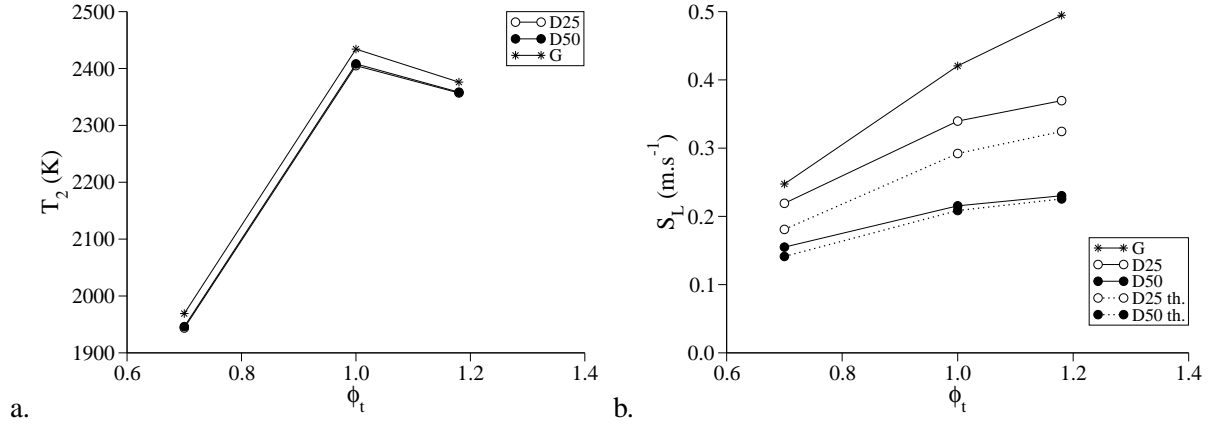 2500
2400
2300
2200
2100
2000
1900
T₂ (K)
0.6 0.8 1.0 1.2 1.4
ϕₜ
D25
D50
G
a.
0.5
0.4
0.3
0.2
0.1
0.0
S_L (m.s⁻¹)
0.6 0.8 1.0 1.2 1.4
ϕₜ
G
D25
D50
D25 th.
D50 th.
b.